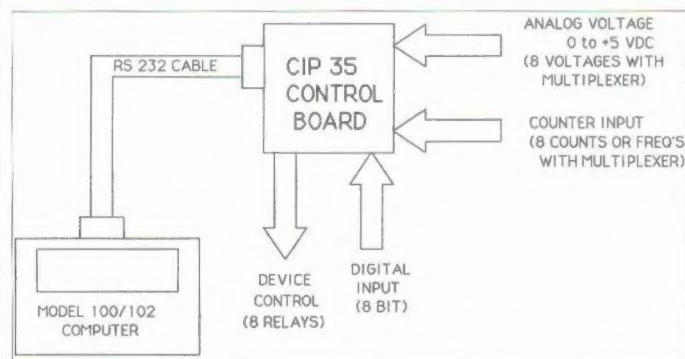 RS 232 CABLE
CIP 35
CONTROL
BOARD
ANALOG VOLTAGE
0 to +5 VDC
(8 VOLTAGES WITH
MULTIPLEXER)
COUNTER INPUT
(8 COUNTS OR FREQ'S
WITH MULTIPLEXER)
MODEL 100/102
COMPUTER
DEVICE
CONTROL
(8 RELAYS)
DIGITAL
INPUT
(8 BIT)